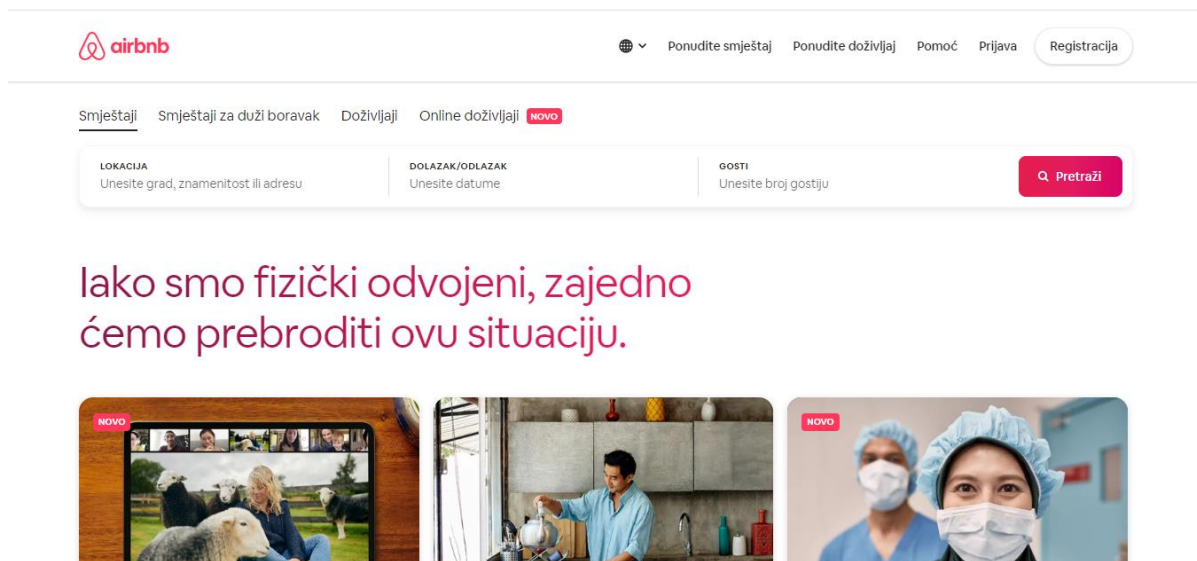 airbnb
Ponudite smještaj Ponudite doživljaj Pomoć Prijava Registracija
Smještaji Smještaji za duži boravak Doživljaji Online doživljaji NOVO
LOKACIJA DOLAZAK/ODLAZAK GOSTI
Unesite grad, znamenitost ili adresu Unesite datume Unesite broj gostiju
Pretraži
Iako smo fizički odvojeni, zajedno
ćemo prebroditi ovu situaciju.
NOVO
NOVO